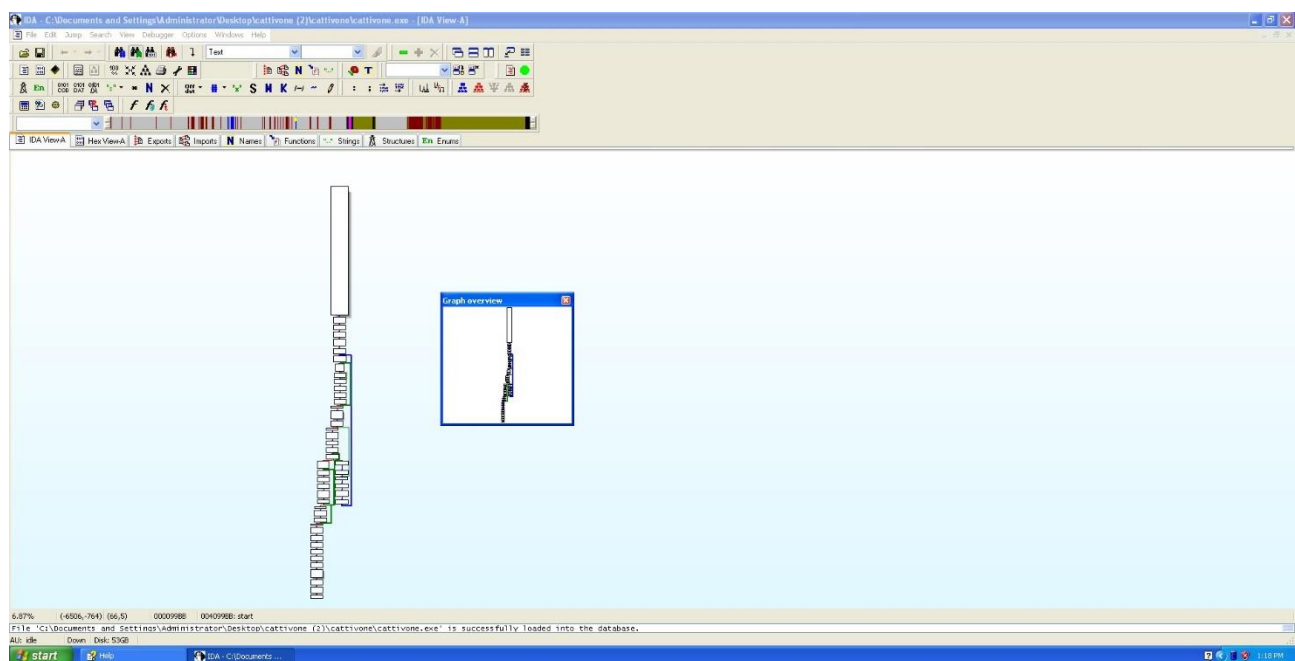 IDA - C:\Documents and Settings\Administrator\Desktop\cattivone (2)\cattivone\cattivone.exe - [IDA View-A]
File Edit Jump Search View Debugger Options Windows Help
Text
IDA View-A Hex View-A Exports Imports N Names Functions Strings Structures En Enums
Graph overview
6.87% (-6506,-764) (66,5) 000099BB 004099BB: start
File 'C:\Documents and Settings\Administrator\Desktop\cattivone (2)\cattivone\cattivone.exe' is successfully loaded into the database.
AU: idle Down Disk: 53GB
start Help IDA - C:\Documents ... 1:18 PM